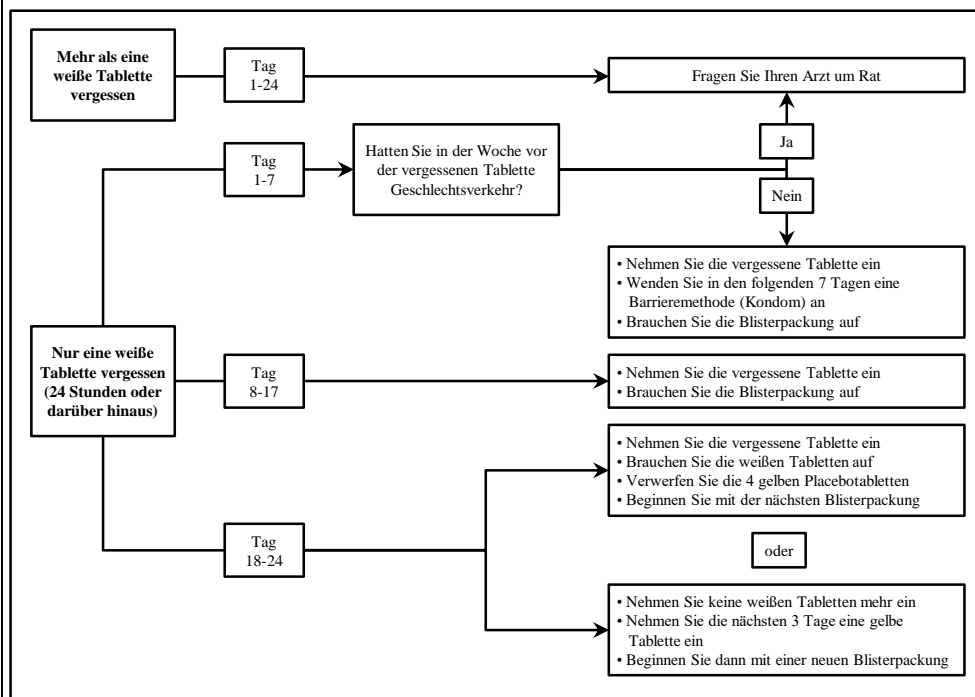 Mehr als eine
weiße Tablette
vergessen
Tag
1-24
Fragen Sie Ihren Arzt um Rat
Ja
Tag
1-7
Hatten Sie in der Woche vor
der vergessenen Tablette
Geschlechtsverkehr?
Nein
• Nehmen Sie die vergessene Tablette ein
• Wenden Sie in den folgenden 7 Tagen eine
Barrieremethode (Kondom) an
• Brauchen Sie die Blisterpackung auf
Nur eine weiße
Tablette vergessen
(24 Stunden oder
darüber hinaus)
Tag
8-17
• Nehmen Sie die vergessene Tablette ein
• Brauchen Sie die Blisterpackung auf
Tag
18-24
• Nehmen Sie die vergessene Tablette ein
• Brauchen Sie die weißen Tabletten auf
• Verwerfen Sie die 4 gelben Placebotabletten
• Beginnen Sie mit der nächsten Blisterpackung
oder
• Nehmen Sie keine weißen Tabletten mehr ein
• Nehmen Sie die nächsten 3 Tage eine gelbe
Tablette ein
• Beginnen Sie dann mit einer neuen Blisterpackung